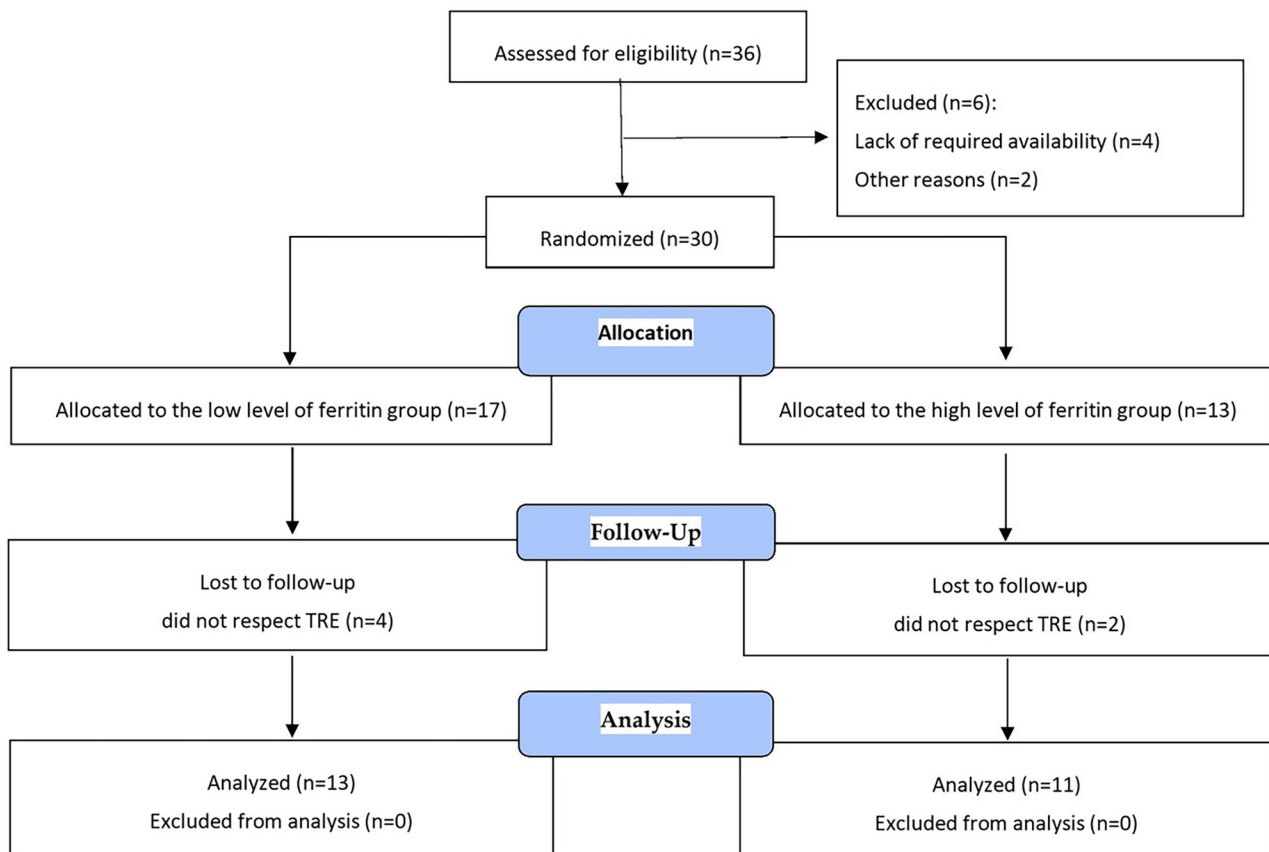 Assessed for eligibility (n=36)
Excluded (n=6):
Lack of required availability (n=4)
Other reasons (n=2)
Randomized (n=30)
Allocation
Allocated to the low level of ferritin group (n=17)
Allocated to the high level of ferritin group (n=13)
Follow-Up
Lost to follow-up
did not respect TRE (n=4)
Lost to follow-up
did not respect TRE (n=2)
Analysis
Analyzed (n=13)
Excluded from analysis (n=0)
Analyzed (n=11)
Excluded from analysis (n=0)